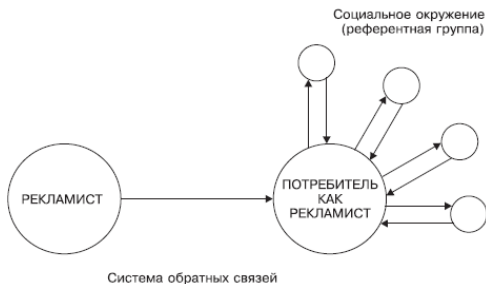 Социальное окружение
(референтная группа)
РЕКЛАМИСТ
ПОТРЕБИТЕЛЬ
КАК
РЕКЛАМИСТ
Система обратных связей